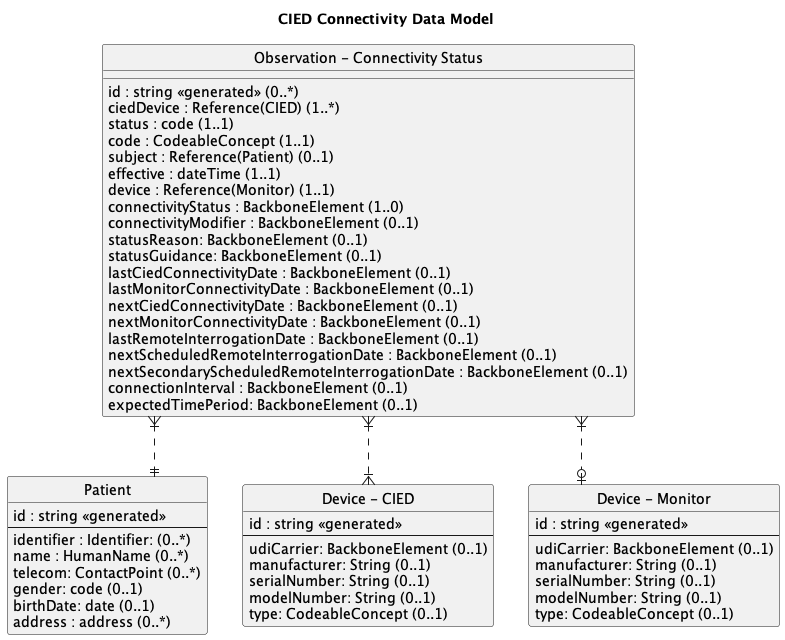 CIED Connectivity Data Model
Observation – Connectivity Status
id : string «generated» (0..*)
ciedDevice : Reference(CIED) (1..*)
status : code (1..1)
code : CodeableConcept (1..1)
subject : Reference(Patient) (0..1)
effective : dateTime (1..1)
device : Reference(Monitor) (1..1)
connectivityStatus : BackboneElement (1..0)
connectivityModifier : BackboneElement (0..1)
statusReason: BackboneElement (0..1)
statusGuidance: BackboneElement (0..1)
lastCiedConnectivityDate : BackboneElement (0..1)
lastMonitorConnectivityDate : BackboneElement (0..1)
nextCiedConnectivityDate : BackboneElement (0..1)
nextMonitorConnectivityDate : BackboneElement (0..1)
lastRemoteInterrogationDate : BackboneElement (0..1)
nextScheduledRemoteInterrogationDate : BackboneElement (0..1)
nextSecondaryScheduledRemoteInterrogationDate : BackboneElement (0..1)
connectionInterval : BackboneElement (0..1)
expectedTimePeriod: BackboneElement (0..1)
Patient
id : string «generated»
identifier : Identifier: (0..*)
name : HumanName (0..*)
telecom: ContactPoint (0..*)
gender: code (0..1)
birthDate: date (0..1)
address : address (0..*)
Device – CIED
id : string «generated»
udiCarrier: BackboneElement (0..1)
manufacturer: String (0..1)
serialNumber: String (0..1)
modelNumber: String (0..1)
type: CodeableConcept (0..1)
Device – Monitor
id : string «generated»
udiCarrier: BackboneElement (0..1)
manufacturer: String (0..1)
serialNumber: String (0..1)
modelNumber: String (0..1)
type: CodeableConcept (0..1)